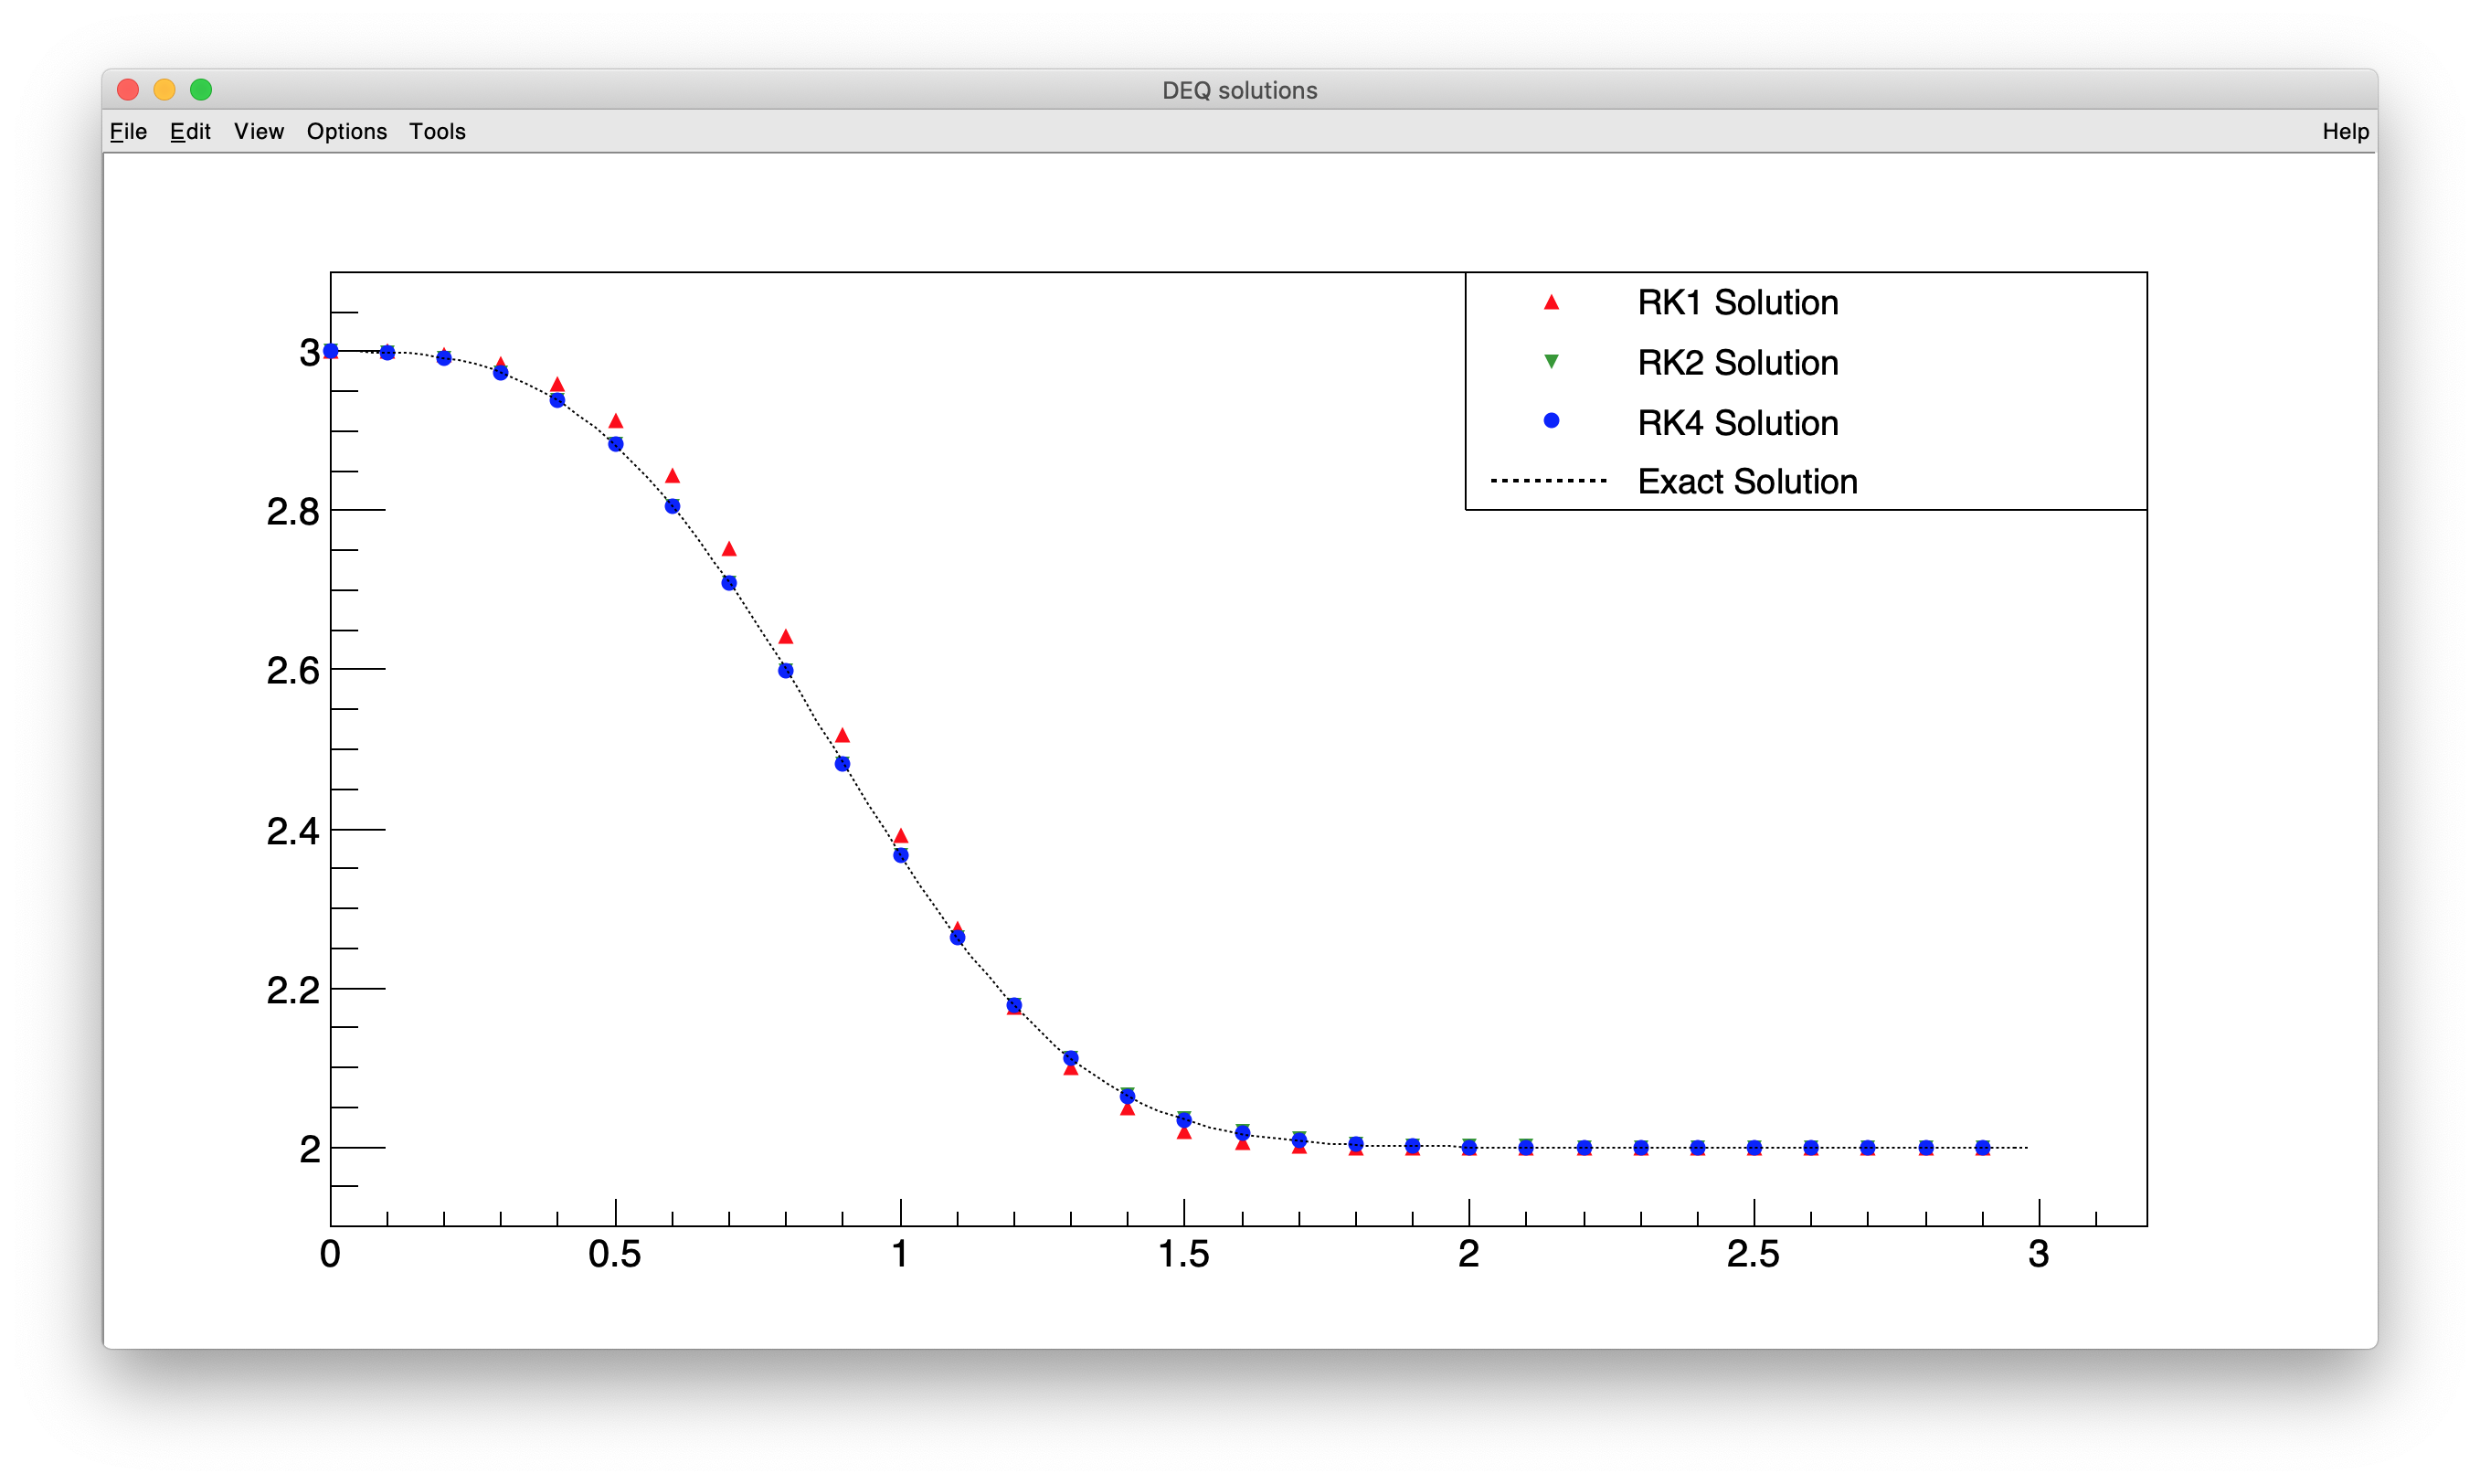 DEQ solutions
File Edit View Options Tools Help
RK1 Solution
RK2 Solution
RK4 Solution
Exact Solution
3
2.8
2.6
2.4
2.2
2
0 0.5 1 1.5 2 2.5 3